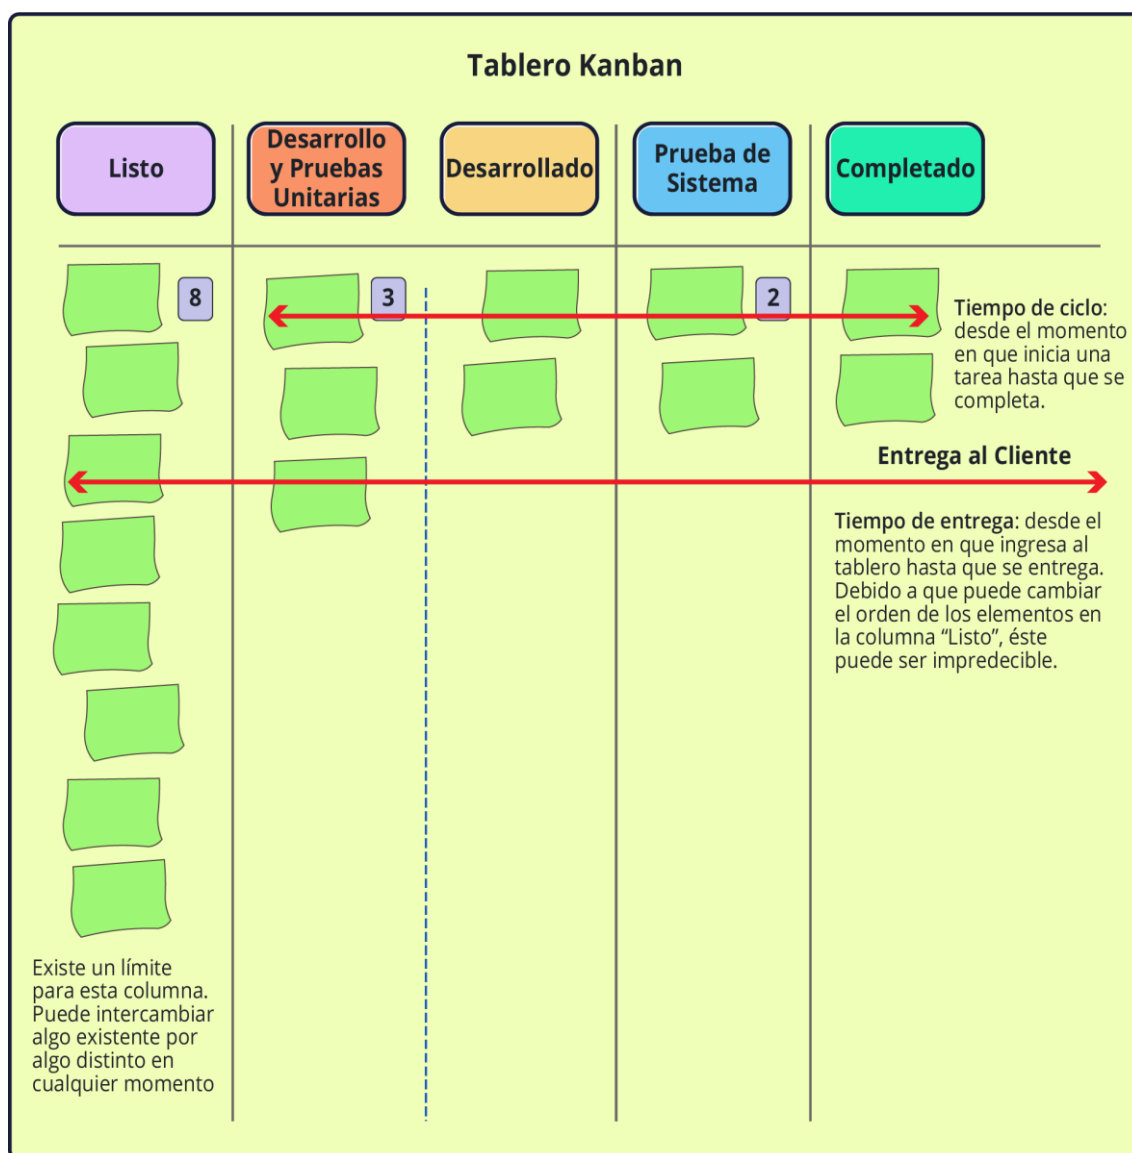 Tablero Kanban
Listo
Desarrollo
y Pruebas
Unitarias
Desarrollado
Prueba de
Sistema
Completado
8
3
2
Tiempo de ciclo:
desde el momento
en que inicia una
tarea hasta que se
completa.
Entrega al Cliente
Tiempo de entrega: desde el
momento en que ingresa al
tablero hasta que se entrega.
Debido a que puede cambiar
el orden de los elementos en
la columna “Listo”, éste
puede ser impredecible.
Existe un límite
para esta columna.
Puede intercambiar
algo existente por
algo distinto en
cualquier momento